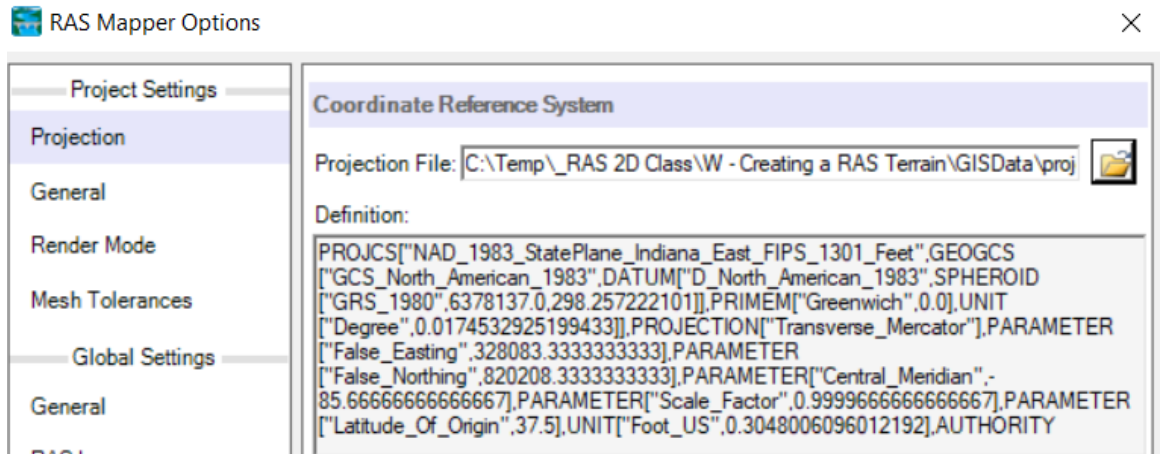 RAS Mapper Options
Project Settings
Projection
General
Render Mode
Mesh Tolerances
Global Settings
General
Coordinate Reference System
Projection File: C:\Temp\_RAS 2D Class\W - Creating a RAS Terrain\GISData\proj
Definition:
PROJCS["NAD_1983_StatePlane_Indiana_East_FIPS_1301_Feet",GEOGCS
["GCS_North_American_1983",DATUM["D_North_American_1983",SPHEROID
["GRS_1980",6378137.0,298.257222101]],PRIMEM["Greenwich",0.0],UNIT
["Degree",0.0174532925199433]],PROJECTION["Transverse_Mercator"],PARAMETER
["False_Easting",328083.3333333333],PARAMETER
["False_Northing",820208.3333333333],PARAMETER["Central_Meridian",-
85.66666666666667],PARAMETER["Scale_Factor",0.9999666666666667],PARAMETER
["Latitude_Of_Origin",37.5],UNIT["Foot_US",0.3048006096012192],AUTHORITY